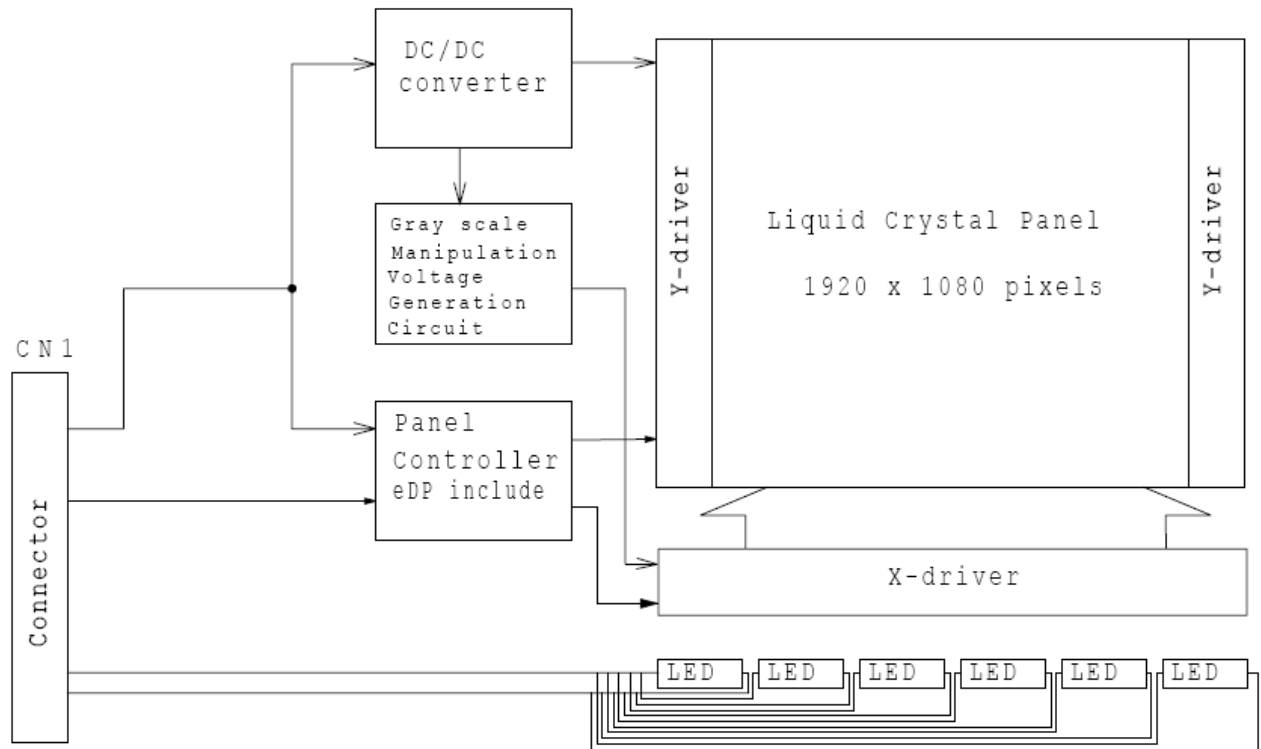 DC/DC
converter
Gray scale
Manipulation
Voltage
Generation
Circuit
Y-driver
Liquid Crystal Panel
1920 x 1080 pixels
Y-driver
CN1
Connector
Panel
Controller
eDP include
X-driver
LED
LED
LED
LED
LED
LED